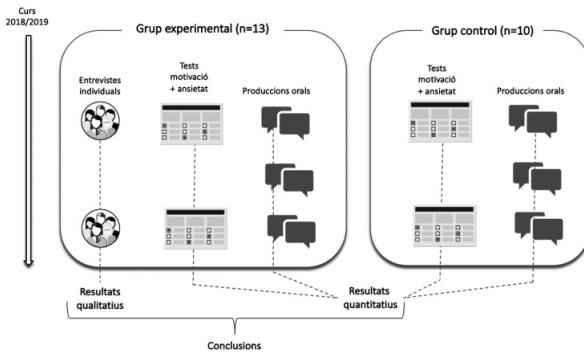 Curs
2018/2019
Grup experimental (n=13)
Entrevistes
individuals
Tests
motivació
+ ansietat
Produccions orals
Grup control (n=10)
Tests
motivació
+ ansietat
Produccions orals
Resultats
qualitatius
Resultats
quantitatius
Conclusions